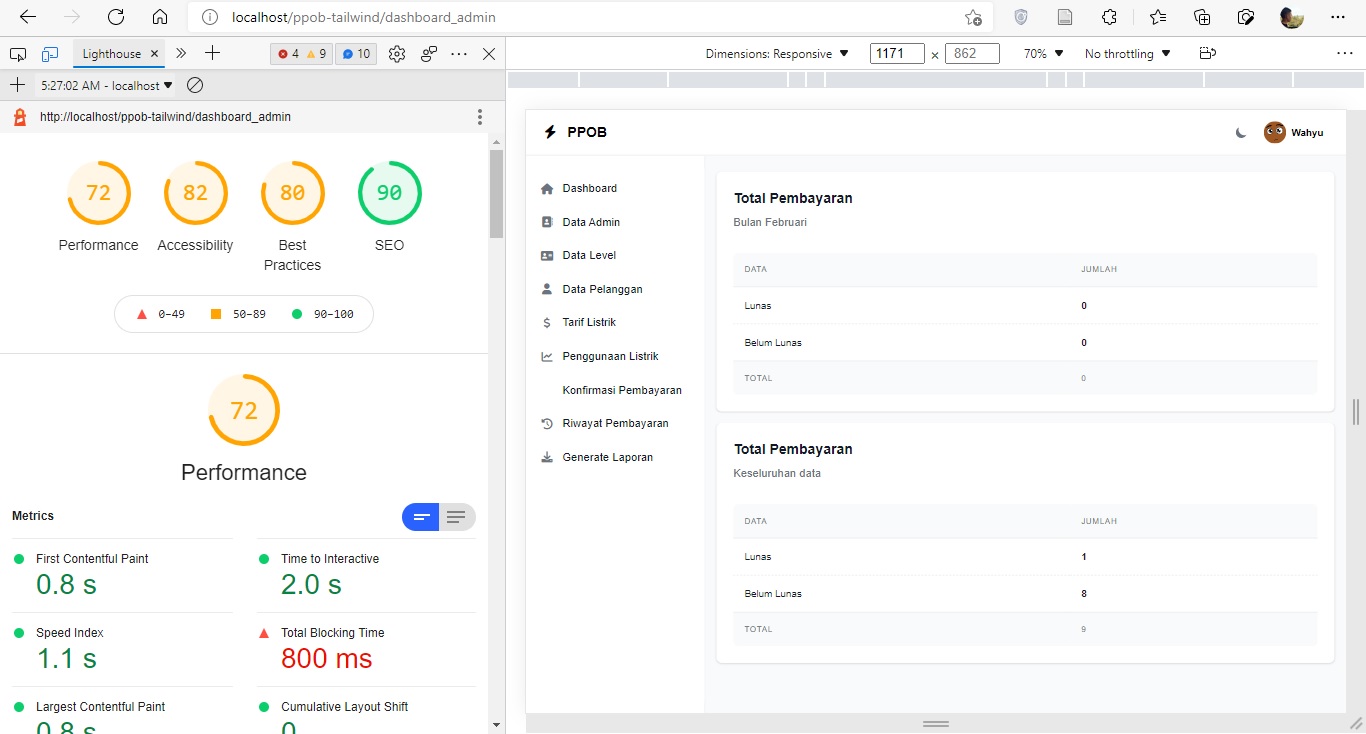 localhost/ppob-tailwind/dashboard_admin
Lighthouse
4 9 10
Dimensions: Responsive 1171 × 862 70% No throttling
5:27:02 AM - localhost
http://localhost/ppob-tailwind/dashboard_admin
72 82 80 90
Performance Accessibility Best Practices SEO
0–49 50–89 90–100
72
Performance
Metrics
First Contentful Paint
0.8 s
Time to Interactive
2.0 s
Speed Index
1.1 s
Total Blocking Time
800 ms
Largest Contentful Paint
0.8 s
Cumulative Layout Shift
0
PPOB
Wahyu
Dashboard
Data Admin
Data Level
Data Pelanggan
Tarif Listrik
Penggunaan Listrik
Konfirmasi Pembayaran
Riwayat Pembayaran
Generate Laporan
Total Pembayaran
Bulan Februari
DATA JUMLAH
Lunas 0
Belum Lunas 0
TOTAL 0
Total Pembayaran
Keseluruhan data
DATA JUMLAH
Lunas 1
Belum Lunas 8
TOTAL 9